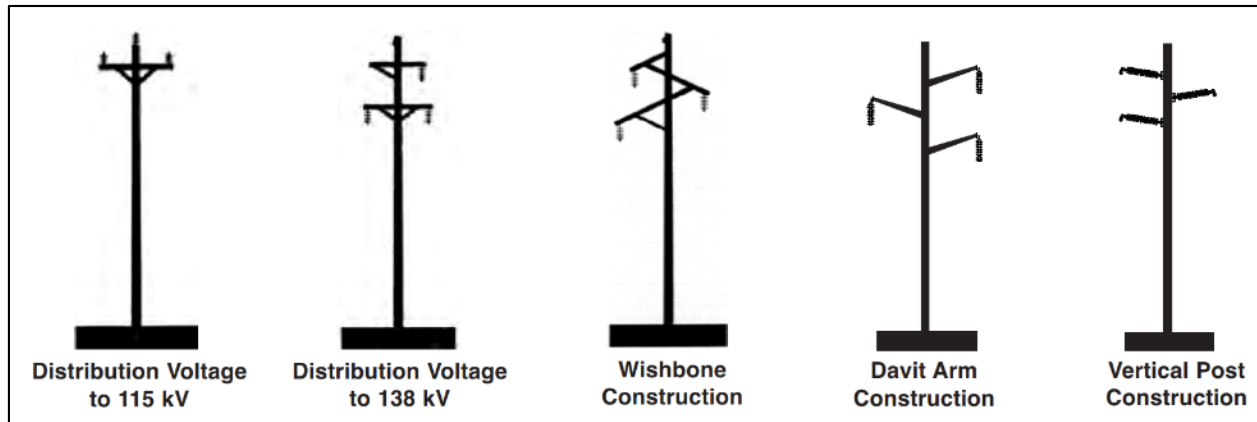 Distribution Voltage
to 115 kV
Distribution Voltage
to 138 kV
Wishbone
Construction
Davit Arm
Construction
Vertical Post
Construction